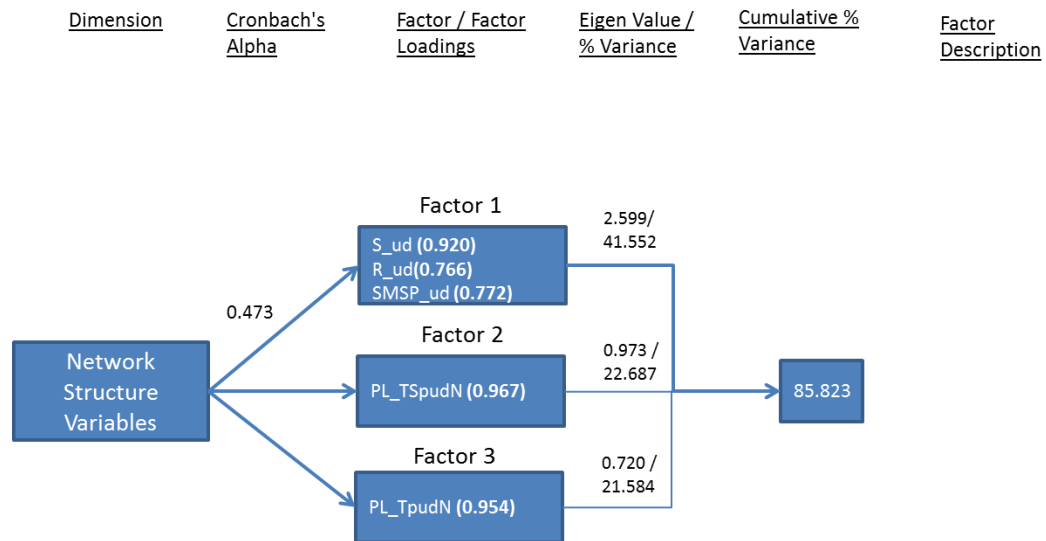 Dimension
Cronbach's
Alpha
Factor / Factor
Loadings
Eigen Value /
% Variance
Cumulative %
Variance
Factor
Description
Factor 1
S_ud (0.920)
R_ud(0.766)
SMSP_ud (0.772)
2.599/
41.552
0.473
Network
Structure
Variables
Factor 2
PL_TSpudN (0.967)
0.973 /
22.687
85.823
Factor 3
PL_TpudN (0.954)
0.720 /
21.584